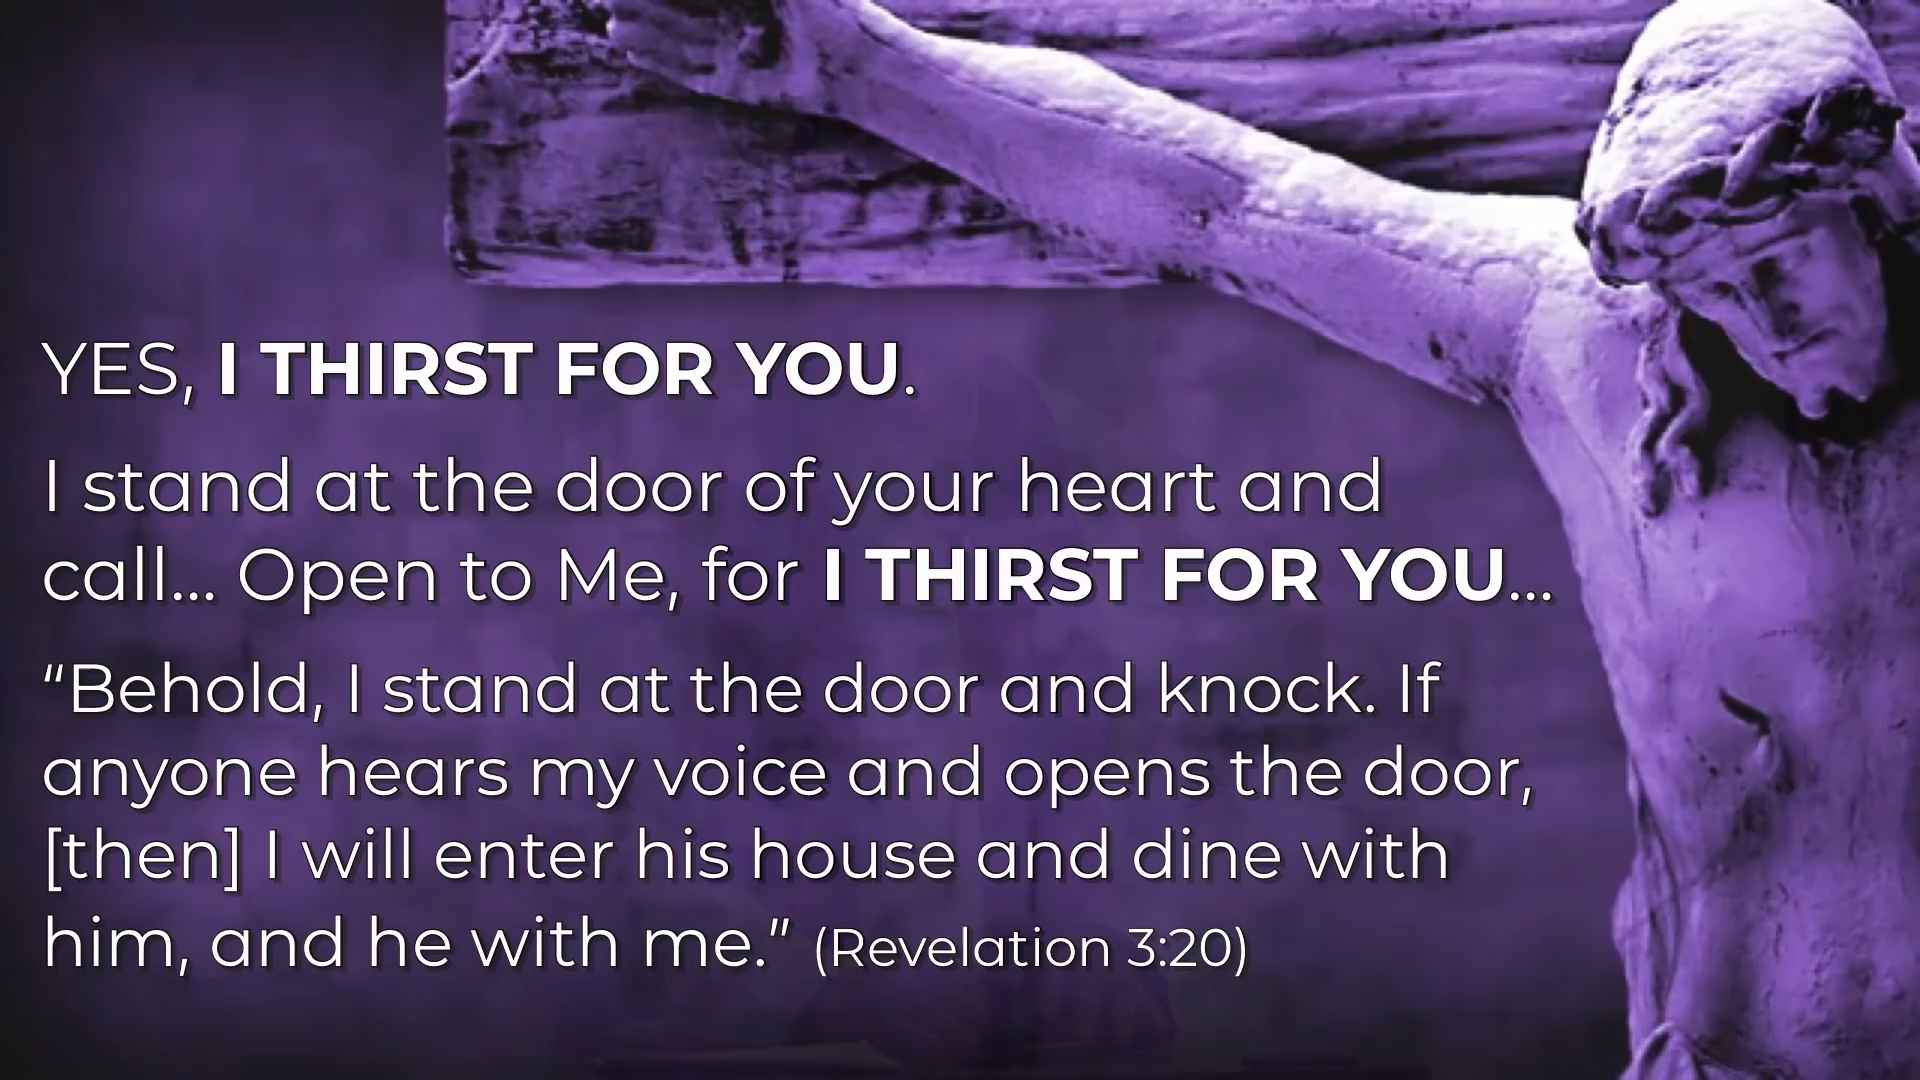 YES, I THIRST FOR YOU.
I stand at the door of your heart and
call... Open to Me, for I THIRST FOR YOU...
“Behold, I stand at the door and knock. If
anyone hears my voice and opens the door,
[then] I will enter his house and dine with
him, and he with me.” (Revelation 3:20)